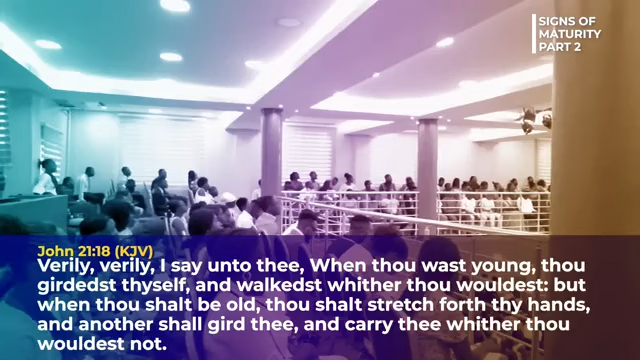 SIGNS OF
MATURITY
PART 2
John 21:18 (KJV)
Verily, verily, I say unto thee, When thou wast young, thou
girdedst thyself, and walkedst whither thou wouldest: but
when thou shalt be old, thou shalt stretch forth thy hands,
and another shall gird thee, and carry thee whither thou
wouldest not.